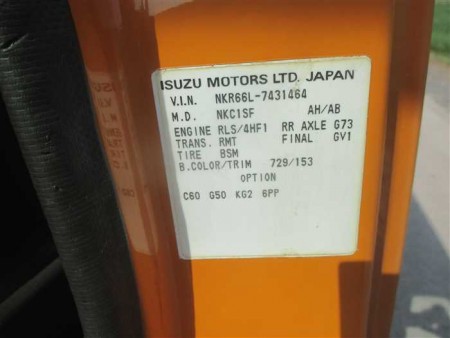 ISUZU MOTORS LTD. JAPAN
V.I.N. NKR66L-7431464
M.D. NKC1SF AH/AB
ENGINE RLS/4HF1 RR AXLE G73
TRANS. RMT FINAL GV1
TIRE BSM
B.COLOR/TRIM 729/153
OPTION
C60 G50 KG2 6PP